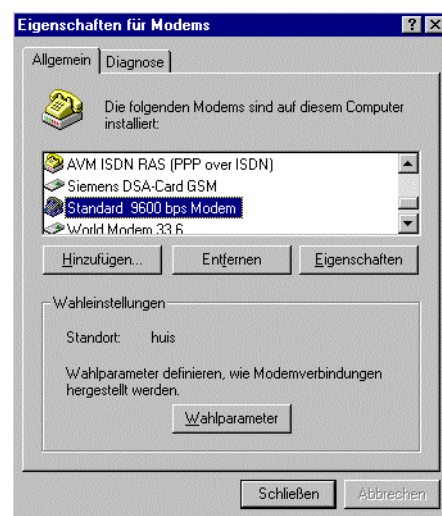 Eigenschaften für Modems
Allgemein
Diagnose
Die folgenden Modems sind auf diesem Computer
installiert:
AVM ISDN RAS (PPP over ISDN)
Siemens DSA-Card GSM
Standard 9600 bps Modem
World Modem 33.6
Hinzufügen...
Entfernen
Eigenschaften
Wahleinstellungen
Standort: huis
Wahlparameter definieren, wie Modemverbindungen
hergestellt werden.
Wahlparameter
Schließen
Abbrechen